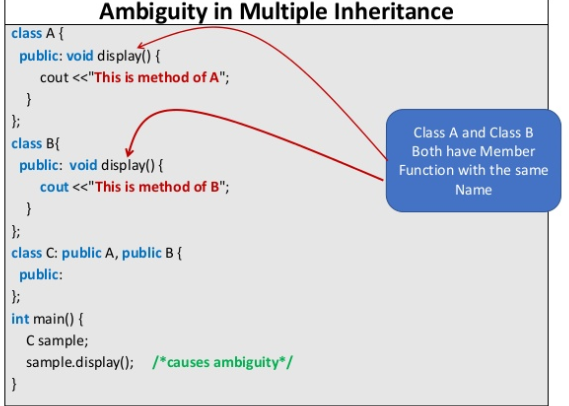 Ambiguity in Multiple Inheritance
class A {
public: void display() {
cout <<"This is method of A";
}
};
class B{
public: void display() {
cout <<"This is method of B";
}
};
class C: public A, public B {
public:
};
int main() {
C sample;
sample.display(); /*causes ambiguity*/
}
Class A and Class B
Both have Member
Function with the same
Name